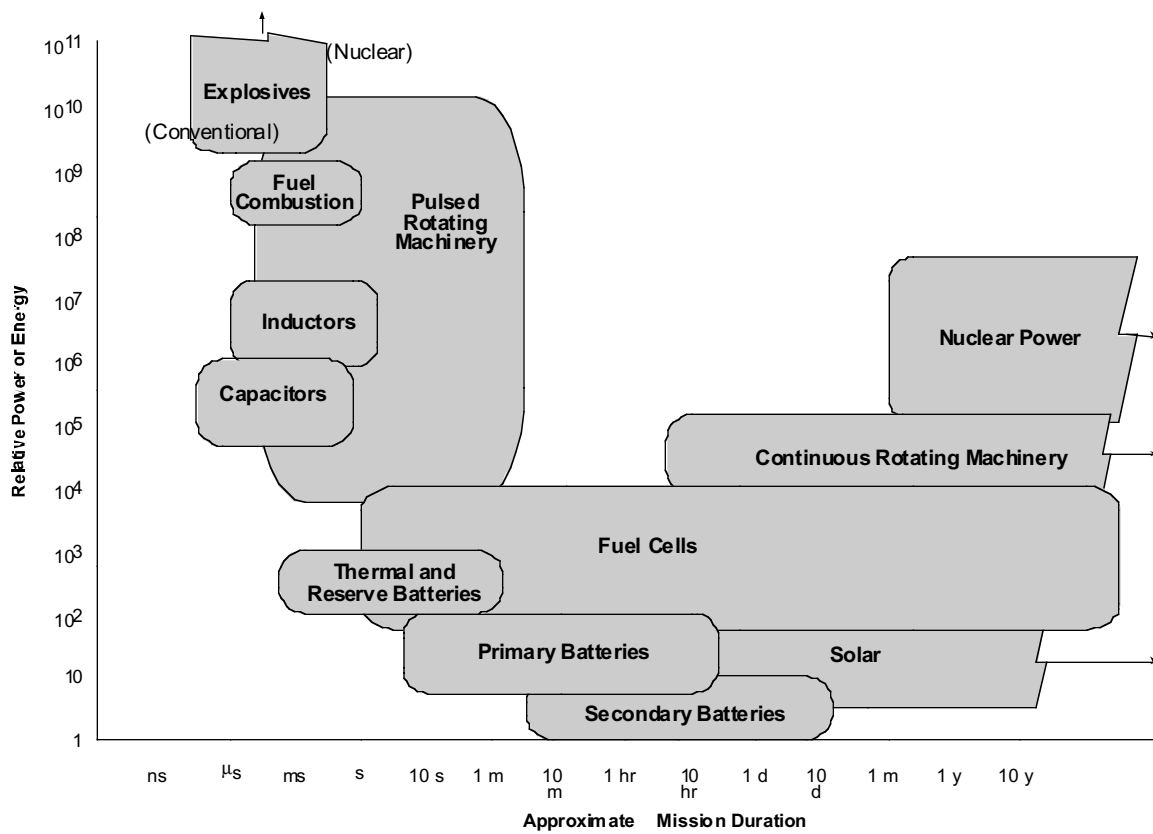 10¹¹
(Nuclear)
Explosives
10¹⁰
(Conventional)
10⁹
Fuel
Combustion
Pulsed
Rotating
Machinery
10⁸
10⁷
Inductors
Nuclear Power
10⁶
Capacitors
10⁵
Continuous Rotating Machinery
10⁴
Fuel Cells
10³
Thermal and
Reserve Batteries
10²
Primary Batteries
Solar
10
Secondary Batteries
1
Relative Power or Energy
ns μs ms s 10 s 1 m 10 m 1 hr 10 hr 1 d 10 d 1 m 1 y 10 y
Approximate Mission Duration